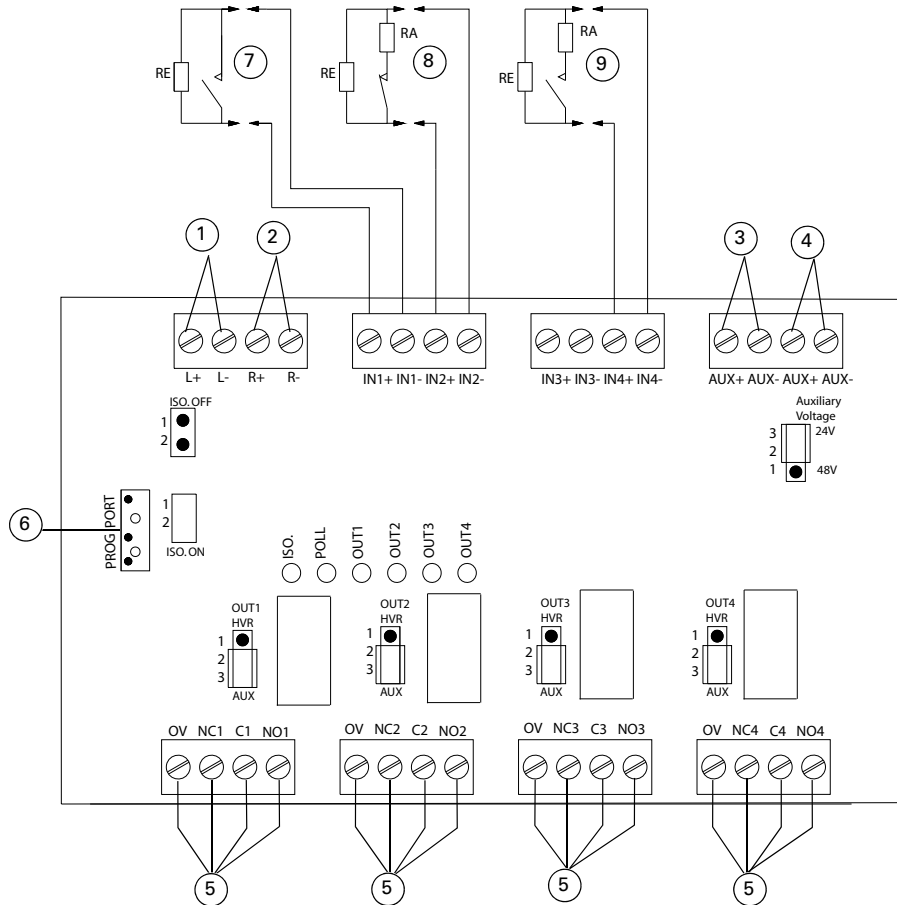 RE
7
RE
RA
8
RE
RA
9
1
2
3
4
L+ L- R+ R-
IN1+ IN1- IN2+ IN2-
IN3+ IN3- IN4+ IN4-
AUX+ AUX- AUX+ AUX-
ISO. OFF
1
2
Auxiliary
Voltage
3 24V
2
1 48V
6
PROG PORT
1
2
ISO. ON
ISO.
POLL
OUT1
OUT2
OUT3
OUT4
OUT1
HVR
1
2
3
AUX
OUT2
HVR
1
2
3
AUX
OUT3
HVR
1
2
3
AUX
OUT4
HVR
1
2
3
AUX
OV NC1 C1 NO1
OV NC2 C2 NO2
OV NC3 C3 NO3
OV NC4 C4 NO4
5
5
5
5